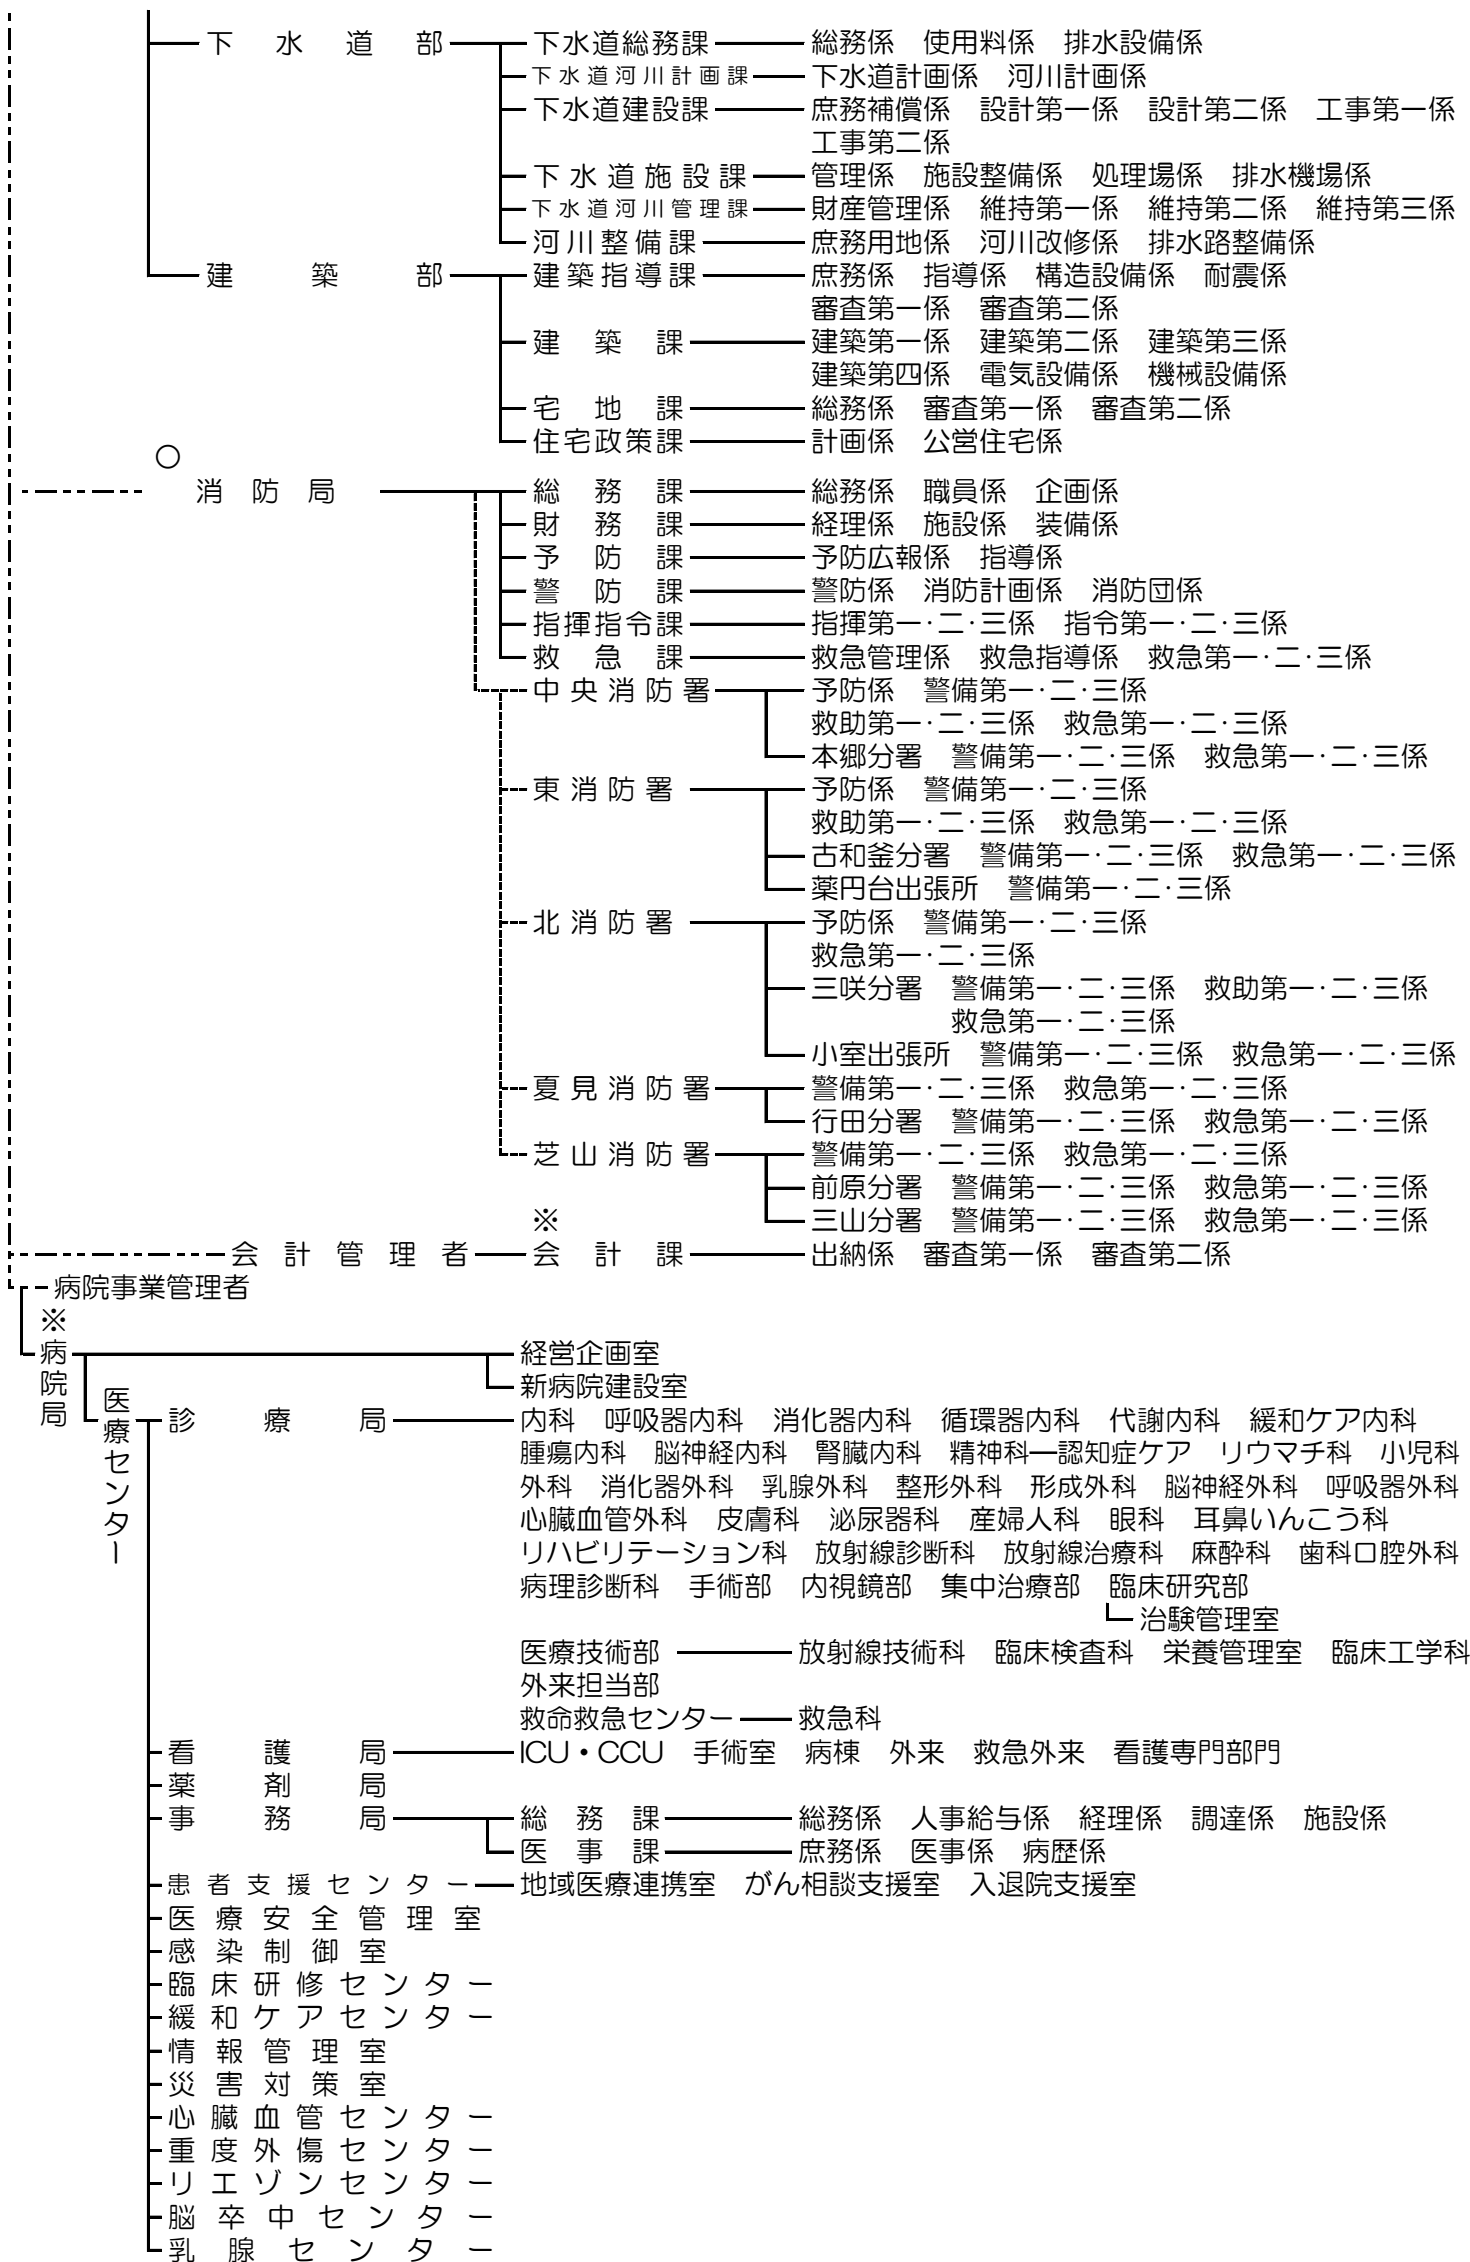 下水道部 下水道総務課 総務係 使用料係 排水設備係
下水道河川計画課 下水道計画係 河川計画係
下水道建設課 庶務補償係 設計第一係 設計第二係 工事第一係
工事第二係
下水道施設課 管理係 施設整備係 処理場係 排水機場係
下水道河川管理課 財産管理係 維持第一係 維持第二係 維持第三係
河川整備課 庶務用地係 河川改修係 排水路整備係
建築部 建築指導課 庶務係 指導係 構造設備係 耐震係
審査第一係 審査第二係
建築課 建築第一係 建築第二係 建築第三係
建築第四係 電気設備係 機械設備係
宅地課 総務係 審査第一係 審査第二係
住宅政策課 計画係 公営住宅係
○
消防局 総務課 総務係 職員係 企画係
財務課 経理係 施設係 装備係
予防課 予防広報係 指導係
警防課 警防係 消防計画係 消防団係
指揮指令課 指揮第一・二・三係 指令第一・二・三係
救急課 救急管理係 救急指導係 救急第一・二・三係
中央消防署 予防係 警備第一・二・三係
救助第一・二・三係 救急第一・二・三係
本郷分署 警備第一・二・三係 救急第一・二・三係
東消防署 予防係 警備第一・二・三係
救助第一・二・三係 救急第一・二・三係
古和釜分署 警備第一・二・三係 救急第一・二・三係
薬円台出張所 警備第一・二・三係
北消防署 予防係 警備第一・二・三係
救急第一・二・三係
三咲分署 警備第一・二・三係 救助第一・二・三係
救急第一・二・三係
小室出張所 警備第一・二・三係 救急第一・二・三係
夏見消防署 警備第一・二・三係 救急第一・二・三係
行田分署 警備第一・二・三係 救急第一・二・三係
芝山消防署 警備第一・二・三係 救急第一・二・三係
前原分署 警備第一・二・三係 救急第一・二・三係
三山分署 警備第一・二・三係 救急第一・二・三係
※
会計管理者 会計課 出納係 審査第一係 審査第二係
病院事業管理者
※
病院局 経営企画室
新病院建設室
医療センター
診療局 内科 呼吸器内科 消化器内科 循環器内科 代謝内科 緩和ケア内科
腫瘍内科 脳神経内科 腎臓内科 精神科―認知症ケア リウマチ科 小児科
外科 消化器外科 乳腺外科 整形外科 形成外科 脳神経外科 呼吸器外科
心臓血管外科 皮膚科 泌尿器科 産婦人科 眼科 耳鼻いんこう科
リハビリテーション科 放射線診断科 放射線治療科 麻酔科 歯科口腔外科
病理診断科 手術部 内視鏡部 集中治療部 臨床研究部
治験管理室
医療技術部 放射線技術科 臨床検査科 栄養管理室 臨床工学科
外来担当部
救命救急センター 救急科
看護局 ICU・CCU 手術室 病棟 外来 救急外来 看護専門部門
薬剤局
事務局 総務課 総務係 人事給与係 経理係 調達係 施設係
医事課 庶務係 医事係 病歴係
患者支援センター 地域医療連携室 がん相談支援室 入退院支援室
医療安全管理室
感染制御室
臨床研修センター
緩和ケアセンター
情報管理室
災害対策室
心臓血管センター
重度外傷センター
リエゾンセンター
脳卒中センター
乳腺センター